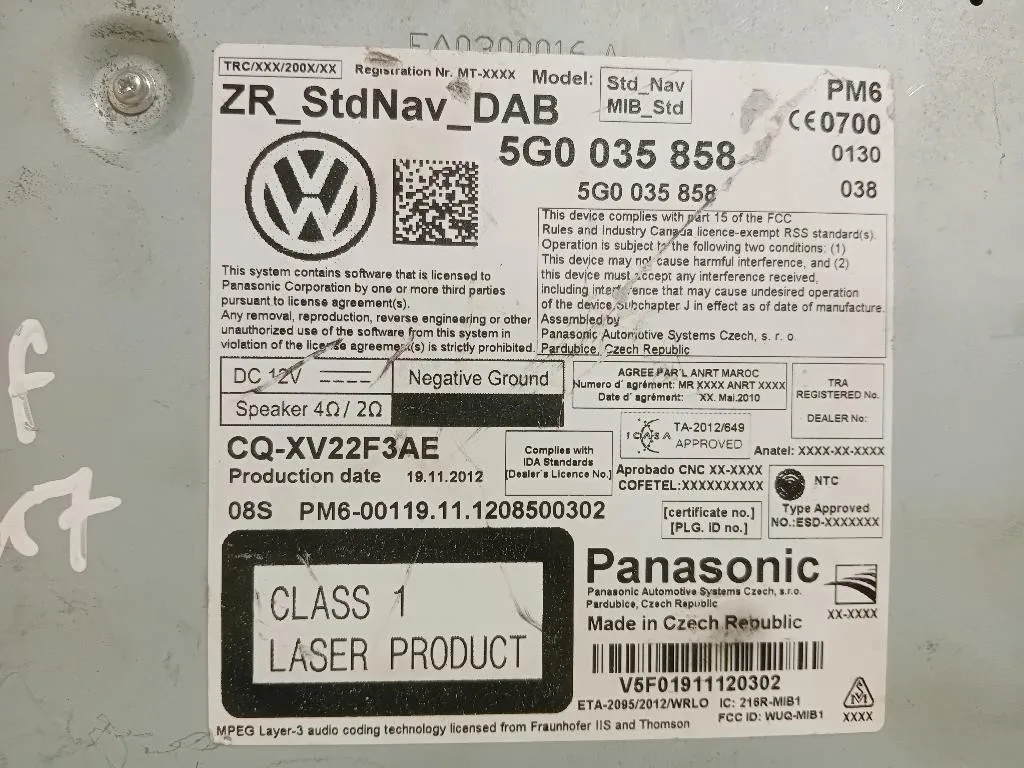 TRC/XXX/200X/XX
Registration Nr. MT-XXXX
Model:
Std_Nav
MIB_Std
PM6
ZR_StdNav_DAB
CE0700
5G0 035 858
0130
5G0 035 858
038
This device complies with part 15 of the FCC
Rules and Industry Canada licence-exempt RSS standard(s).
Operation is subject to the following two conditions: (1)
This device may not cause harmful interference, and (2)
this device must accept any interference received,
including interference that may cause undesired operation
of the device,Subchapter J in effect as of date of manufacture.
Assembled by
Panasonic Automotive Systems Czech, s. r. o.
Pardubice, Czech Republic
This system contains software that is licensed to
Panasonic Corporation by one or more third parties
pursuant to license agreement(s).
Any removal, reproduction, reverse engineering or other
unauthorized use of the software from this system in
violation of the license agreement(s) is strictly prohibited.
DC 12V
Negative Ground
Speaker 4Ω / 2Ω
AGREE PAR'L ANRT MAROC
Numero d' agrément: MR XXXX ANRT XXXX
Date d' agrément: XX. Mai.2010
TRA
REGISTERED No.
DEALER No:
ICASA
TA-2012/649
APPROVED
Anatel: XXXX-XX-XXXX
CQ-XV22F3AE
Production date 19.11.2012
Complies with
IDA Standards
[Dealer's Licence No.]
Aprobado CNC XX-XXXX
COFETEL:XXXXXXXXXX
NTC
Type Approved
NO.:ESD-XXXXXXX
08S PM6-00119.11.1208500302
[certificate no.]
[PLG. ID no.]
CLASS 1
LASER PRODUCT
Panasonic
Panasonic Automotive Systems Czech, s.r.o.
Pardubice, Czech Republic
Made in Czech Republic
XX-XXXX
V5F01911120302
ETA-2095/2012/WRLO IC: 216R-MIB1
FCC ID: WUQ-MIB1
XXXX
MPEG Layer-3 audio coding technology licensed from Fraunhofer IIS and Thomson